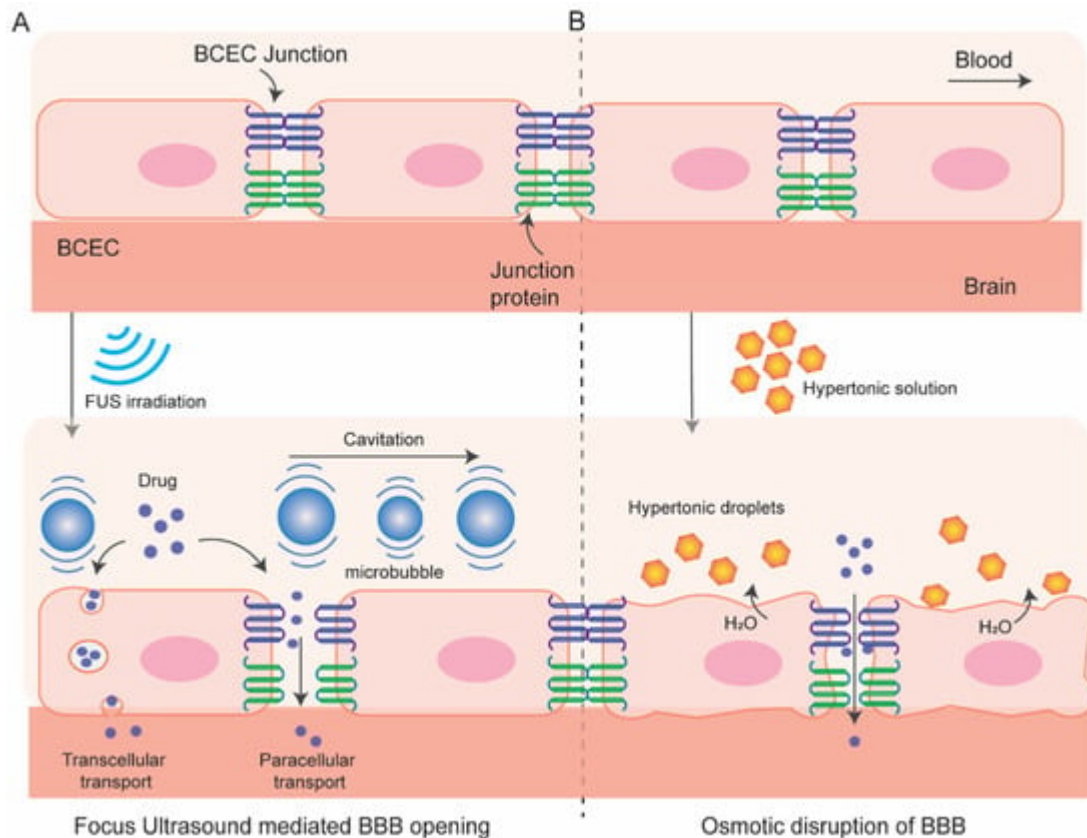 A
B
BCEC Junction
Blood
BCEC
Junction
protein
Brain
FUS irradiation
Hypertonic solution
Cavitation
Drug
Hypertonic droplets
microbubble
H₂O
H₂O
Transcellular
transport
Paracellular
transport
Focus Ultrasound mediated BBB opening
Osmotic disruption of BBB